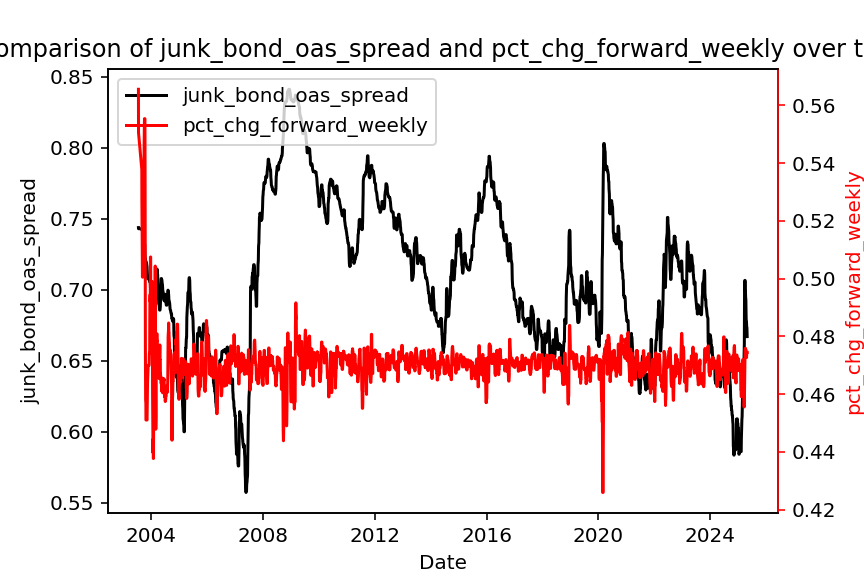 omparison of junk_bond_oas_spread and pct_chg_forward_weekly over t
junk_bond_oas_spread
pct_chg_forward_weekly
0.85
0.80
0.75
0.70
0.65
0.60
0.55
junk_bond_oas_spread
0.56
0.54
0.52
0.50
0.48
0.46
0.44
0.42
pct_chg_forward_weekly
2004 2008 2012 2016 2020 2024
Date